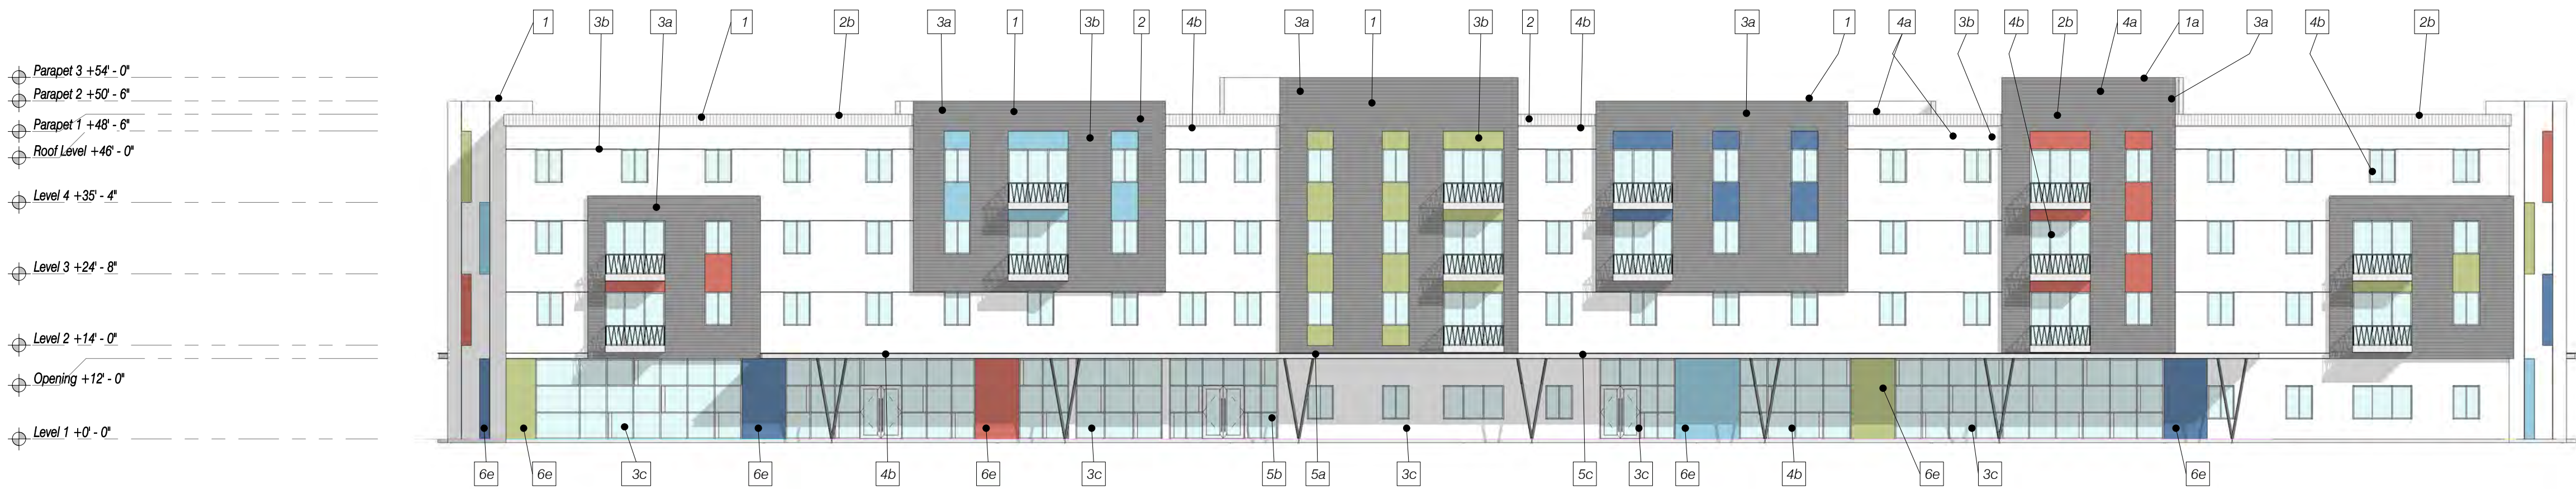 1 3b 3a 1 2b 3a 1 3b 2 4b 3a 1 3b 2 4b 3a 1 4a 3b 4b 2b 4a 1a 3a 4b 2b
Parapet 3 +54' - 0"
Parapet 2 +50' - 6"
Parapet 1 +48' - 6"
Roof Level +46' - 0"
Level 4 +35' - 4"
Level 3 +24' - 8"
Level 2 +14' - 0"
Opening +12' - 0"
Level 1 +0' - 0"
6e 6e 3c 6e 4b 6e 3c 5b 5a 3c 5c 3c 6e 4b 6e 3c 6e